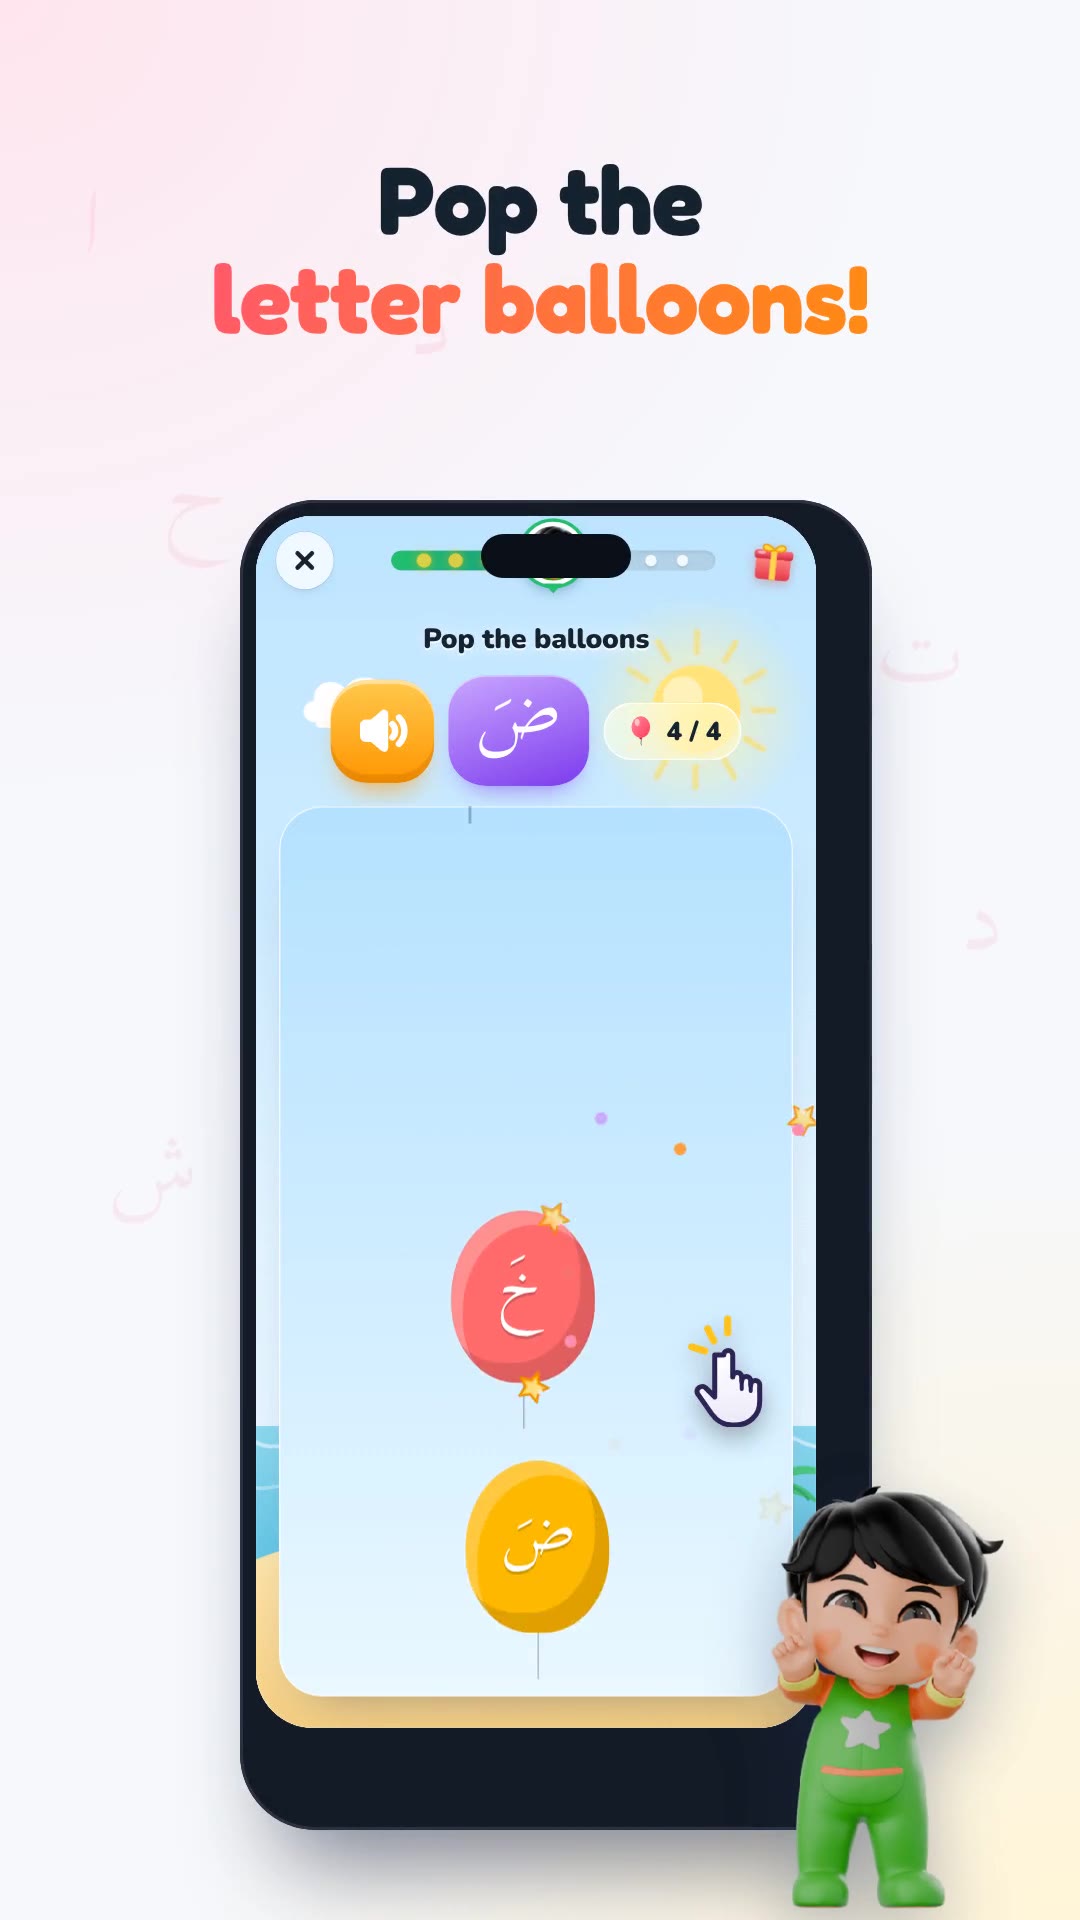 Pop the
letter balloons!
ا
د
ح
Pop the balloons
ضَ
4 / 4
ت
د
ش
خَ
ضَ